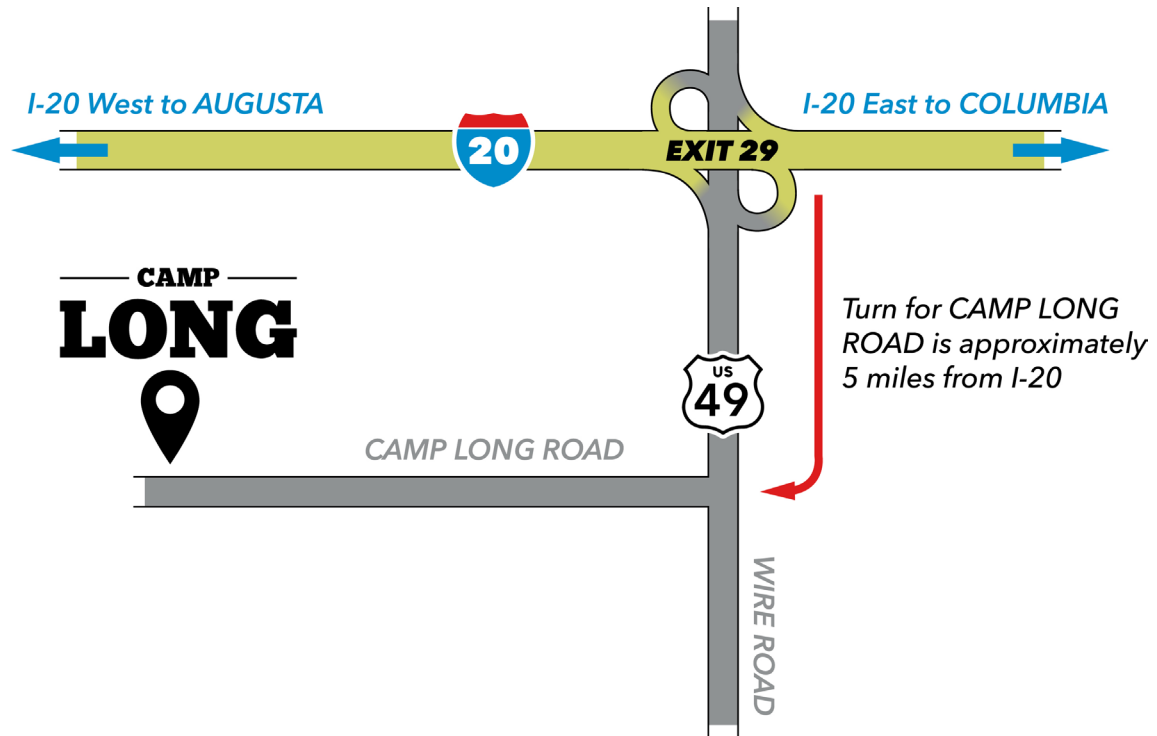 I-20 West to AUGUSTA
I-20 East to COLUMBIA
20
EXIT 29
CAMP
LONG
Turn for CAMP LONG
ROAD is approximately
5 miles from I-20
US
49
CAMP LONG ROAD
WIRE ROAD